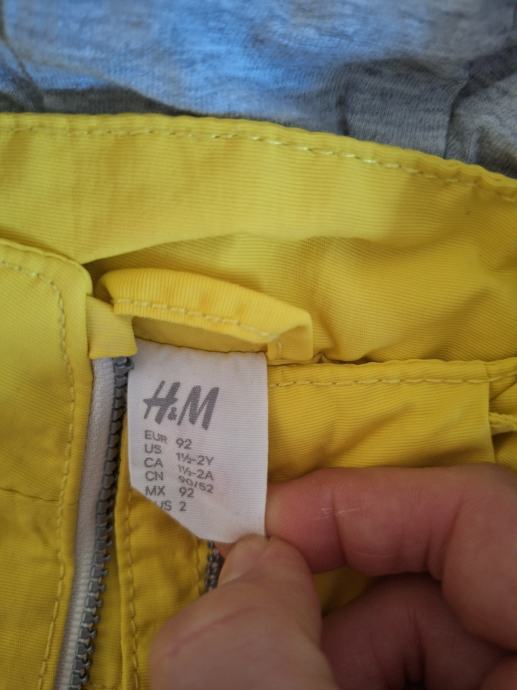 H&M
EUR 92
US 1½-2Y
CA 1½-2A
CN 90/52
MX 92
US 2